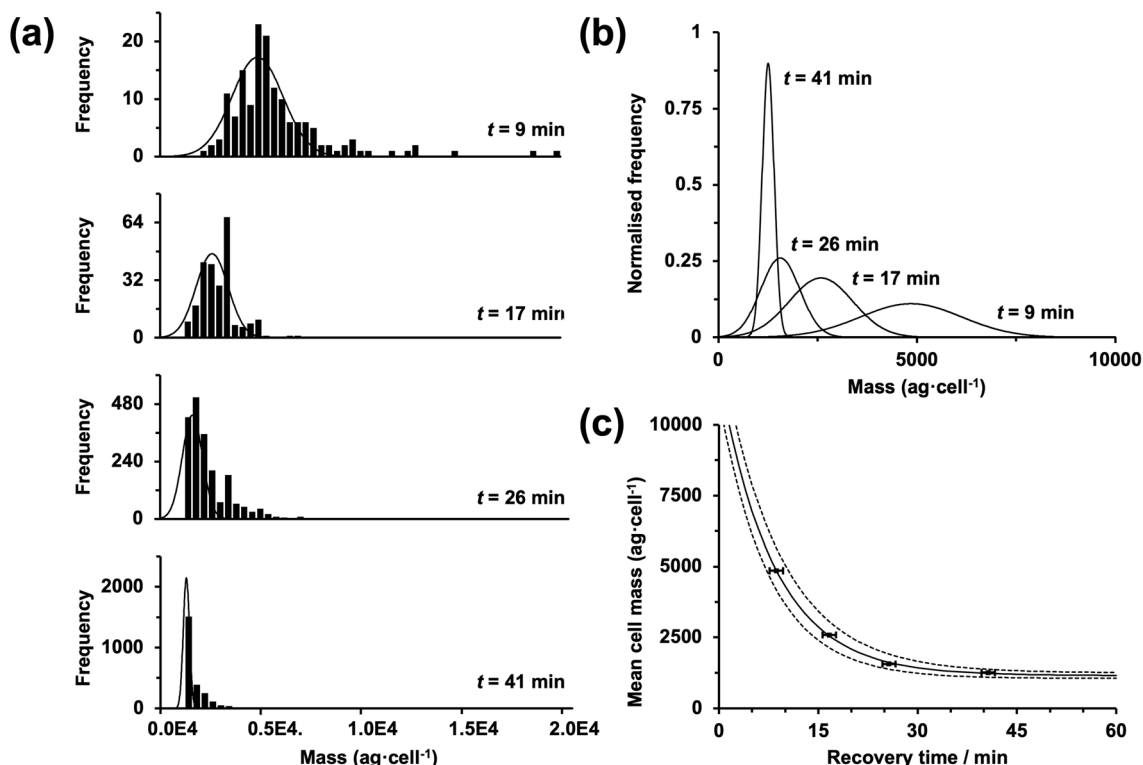 (a)
Frequency
20
10
0
t = 9 min
Frequency
64
32
0
t = 17 min
Frequency
480
240
0
t = 26 min
Frequency
2000
1000
0
t = 41 min
0.0E4 0.5E4. 1.0E4 1.5E4 2.0E4
Mass (ag·cell-1)
(b)
Normalised frequency
1
0.75
0.5
0.25
0
t = 41 min
t = 26 min
t = 17 min
t = 9 min
0 5000 10000
Mass (ag·cell-1)
(c)
Mean cell mass (ag·cell-1)
10000
7500
5000
2500
0
0 15 30 45 60
Recovery time / min